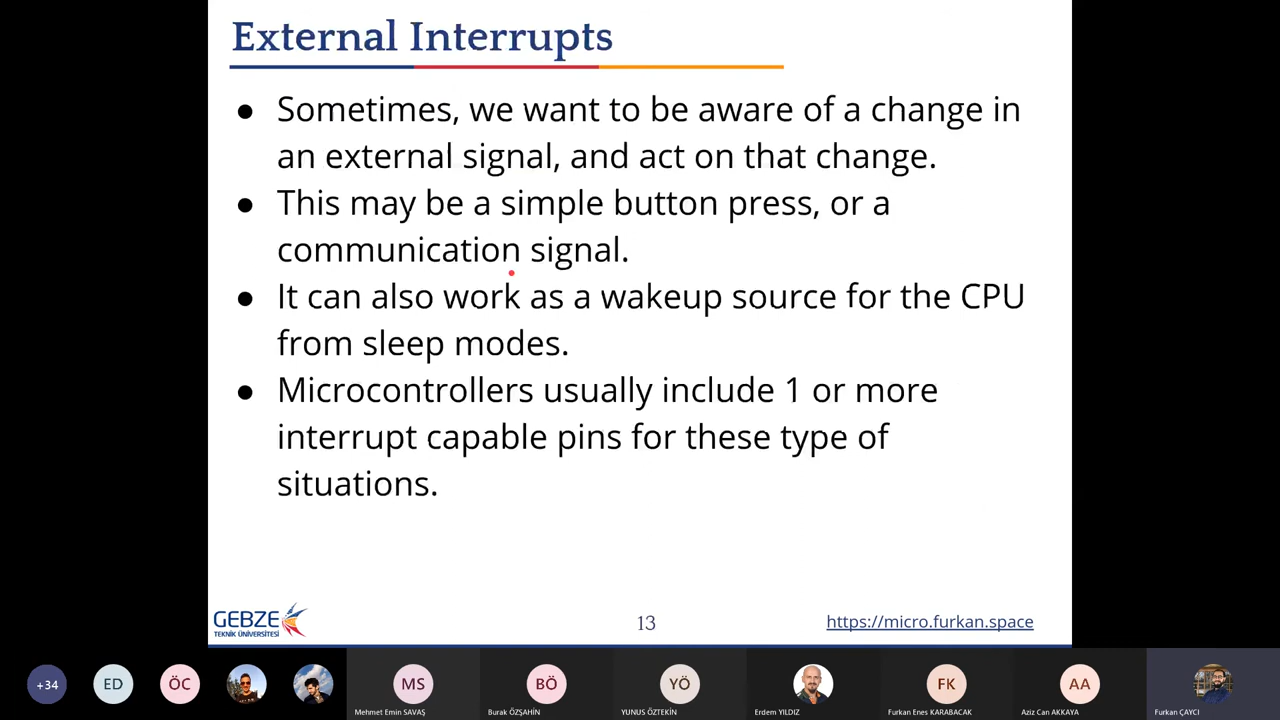 External Interrupts
● Sometimes, we want to be aware of a change in
an external signal, and act on that change.
● This may be a simple button press, or a
communication signal.
● It can also work as a wakeup source for the CPU
from sleep modes.
● Microcontrollers usually include 1 or more
interrupt capable pins for these type of
situations.
GEBZE
TEKNİK ÜNİVERSİTESİ
13
https://micro.furkan.space
+34
ED
ÖC
MS
BÖ
YÖ
FK
AA
Mehmet Emin SAVAŞ
Burak ÖZŞAHİN
YUNUS ÖZTEKİN
Erdem YILDIZ
Furkan Enes KARABACAK
Aziz Can AKKAYA
Furkan ÇAYCI